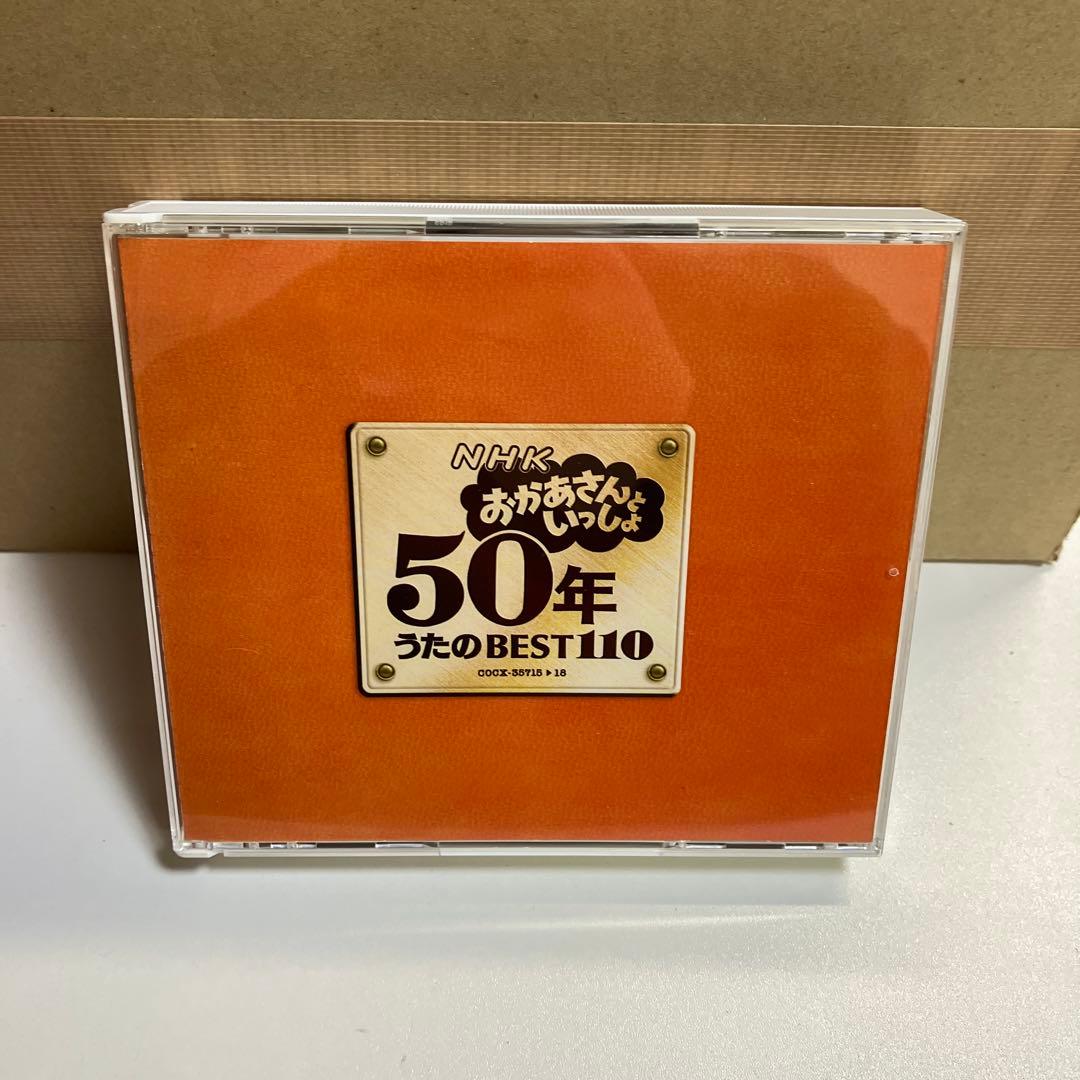 NHK
おかあさんと
いっしょ
50年
うたのBEST110
COCX-35715▶18